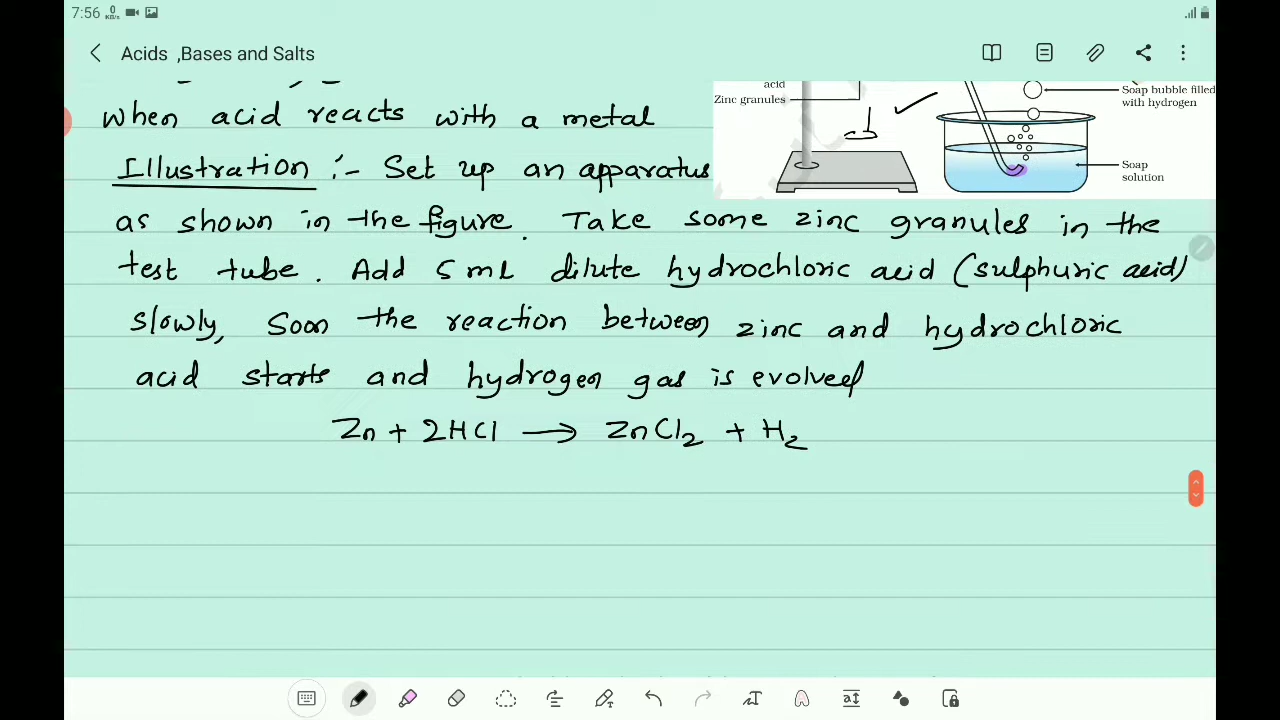 7:56 0 KB/s
Acids ,Bases and Salts
acid
Zinc granules
Soap bubble filled
with hydrogen
Soap
solution
when acid reacts with a metal
Illustration :- Set up an apparatus
as shown in the figure. Take some zinc granules in the
test tube. Add 5 ml dilute hydrochloric acid (sulphuric acid)
slowly, Soon the reaction between zinc and hydrochloric
acid starts and hydrogen gas is evolved
Zn + 2HCl → ZnCl2 + H2